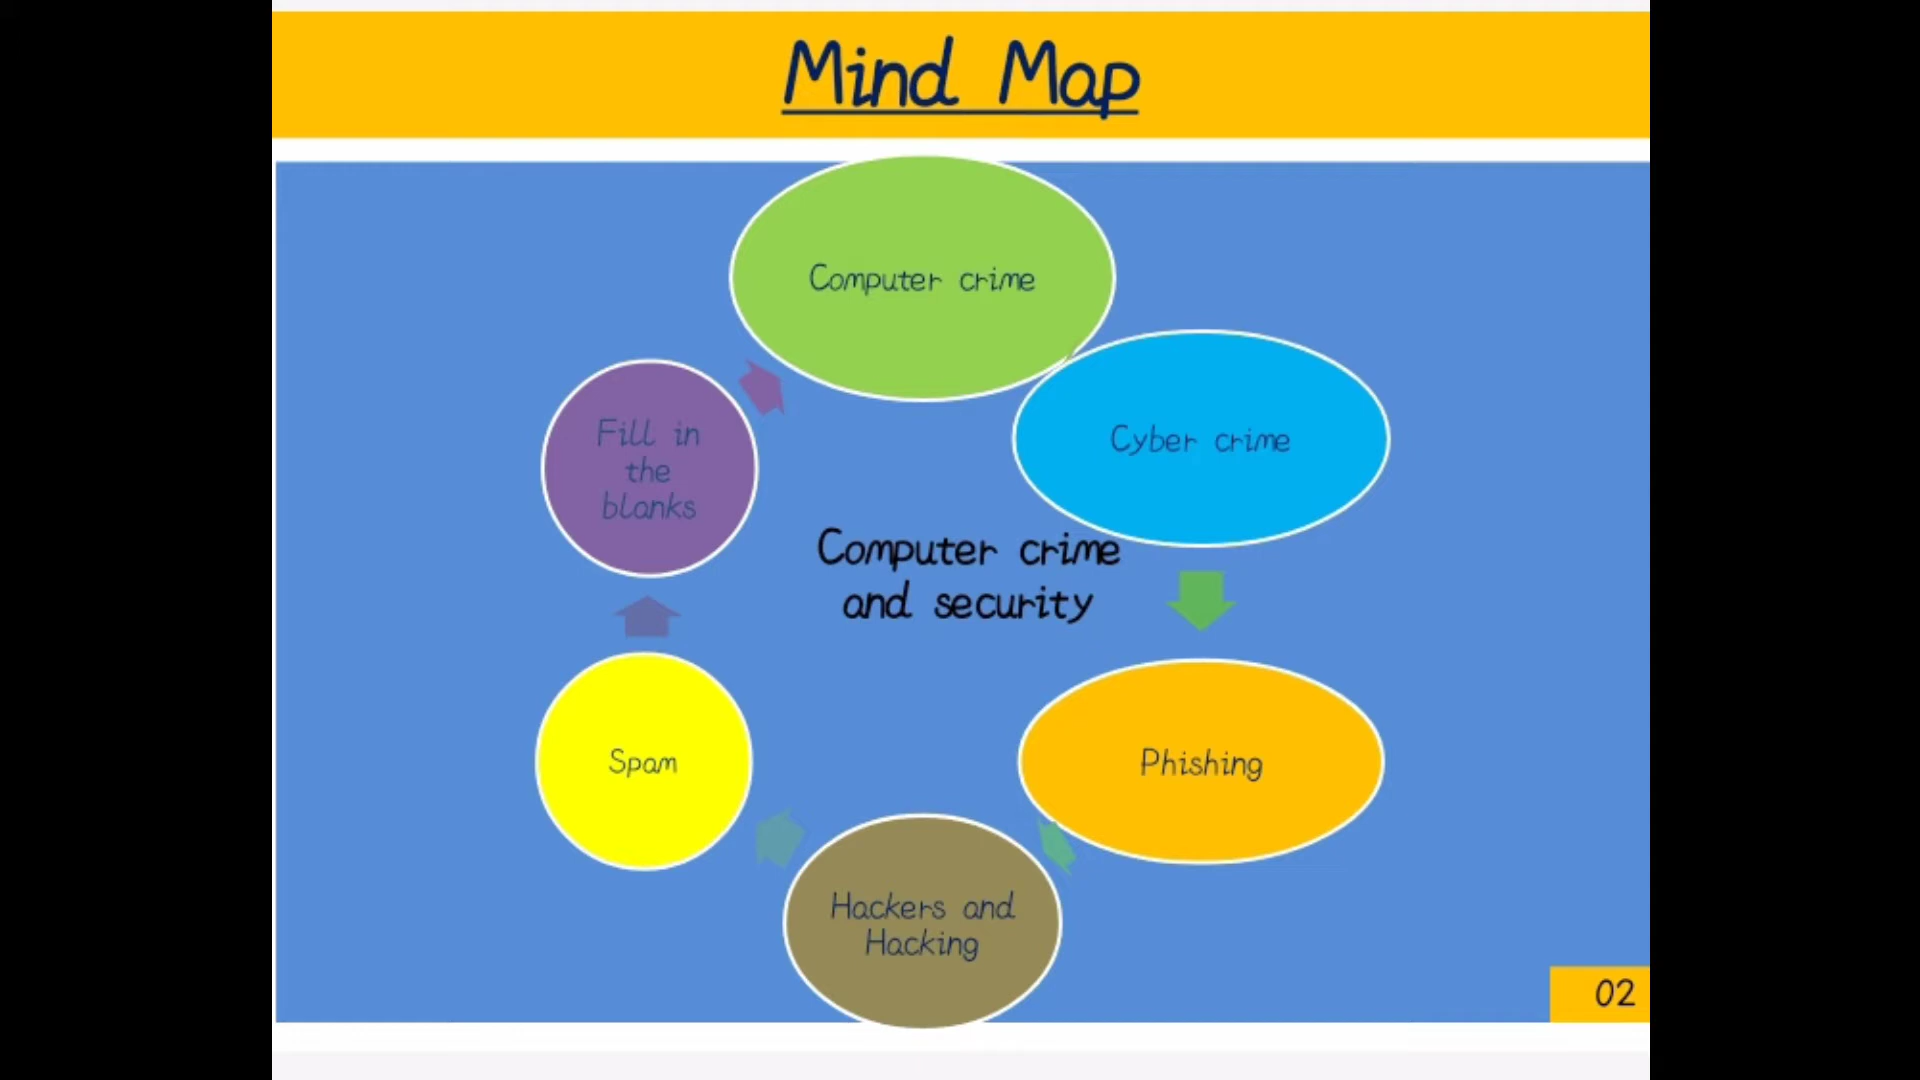 Mind Map
Computer crime
Cyber crime
Fill in
the
blanks
Computer crime
and security
Spam
Phishing
Hackers and
Hacking
02